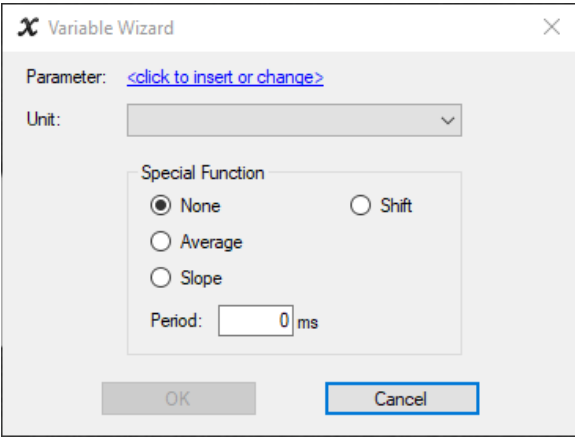 X Variable Wizard
Parameter: <click to insert or change>
Unit:
Special Function
None Shift
Average
Slope
Period: 0 ms
OK Cancel